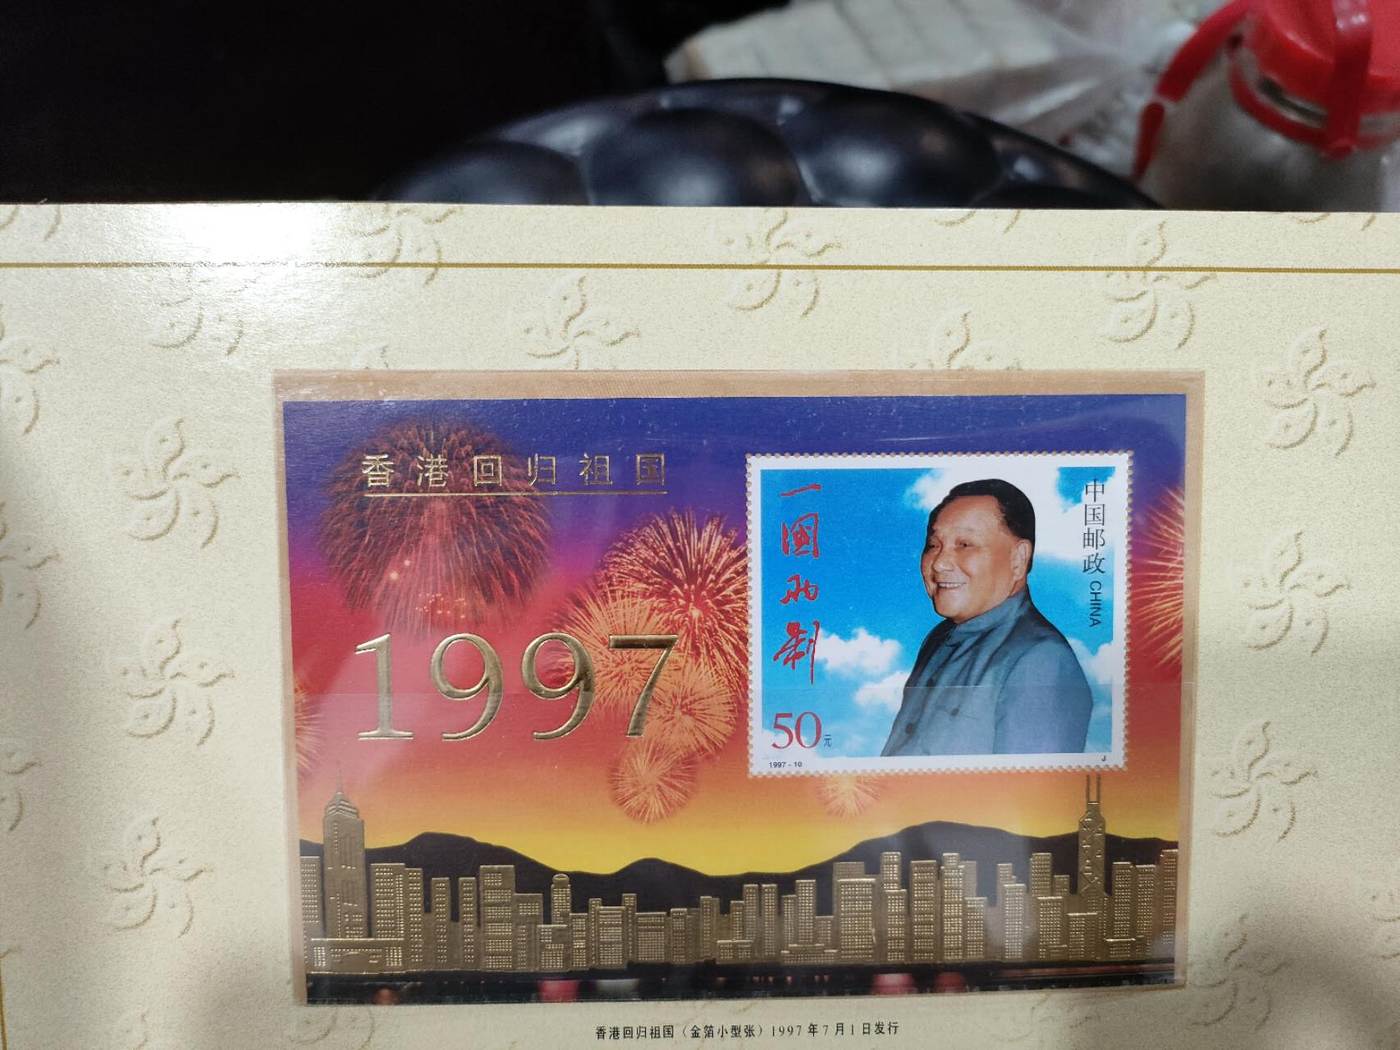 香港回归祖国
1997
一國两制
中国邮政 CHINA
50元
1997-10
J
香港回归祖国（金箔小型张）1997年7月1日发行